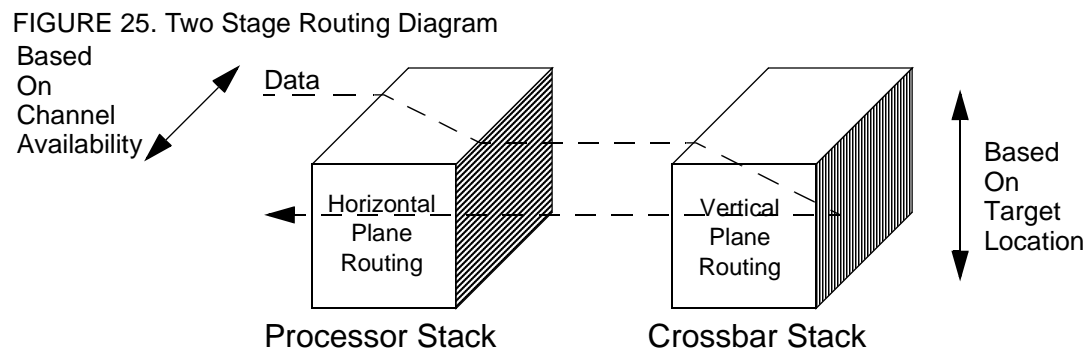 FIGURE 25. Two Stage Routing Diagram
Based
On
Channel
Availability
Data
Horizontal
Plane
Routing
Vertical
Plane
Routing
Based
On
Target
Location
Processor Stack
Crossbar Stack